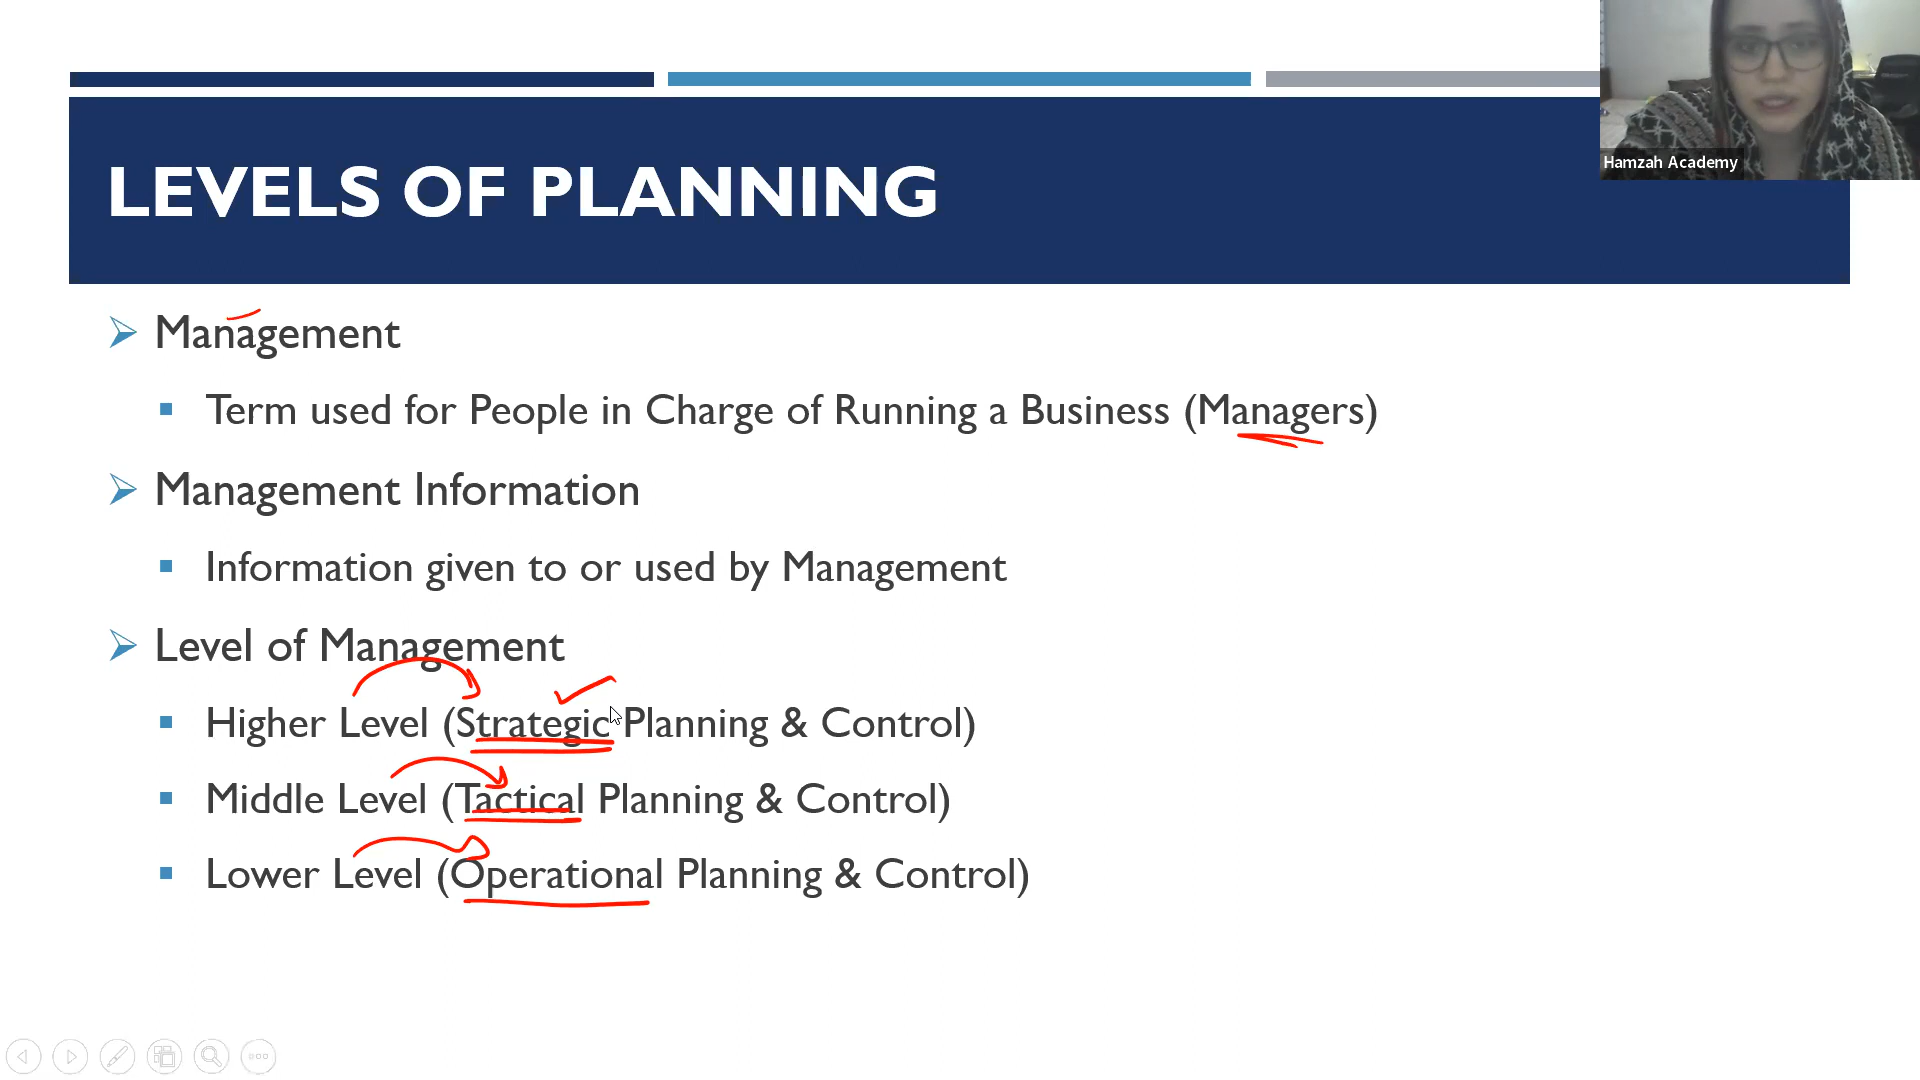 Hamzah Academy
LEVELS OF PLANNING
Management
Term used for People in Charge of Running a Business (Managers)
Management Information
Information given to or used by Management
Level of Management
Higher Level (Strategic Planning & Control)
Middle Level (Tactical Planning & Control)
Lower Level (Operational Planning & Control)